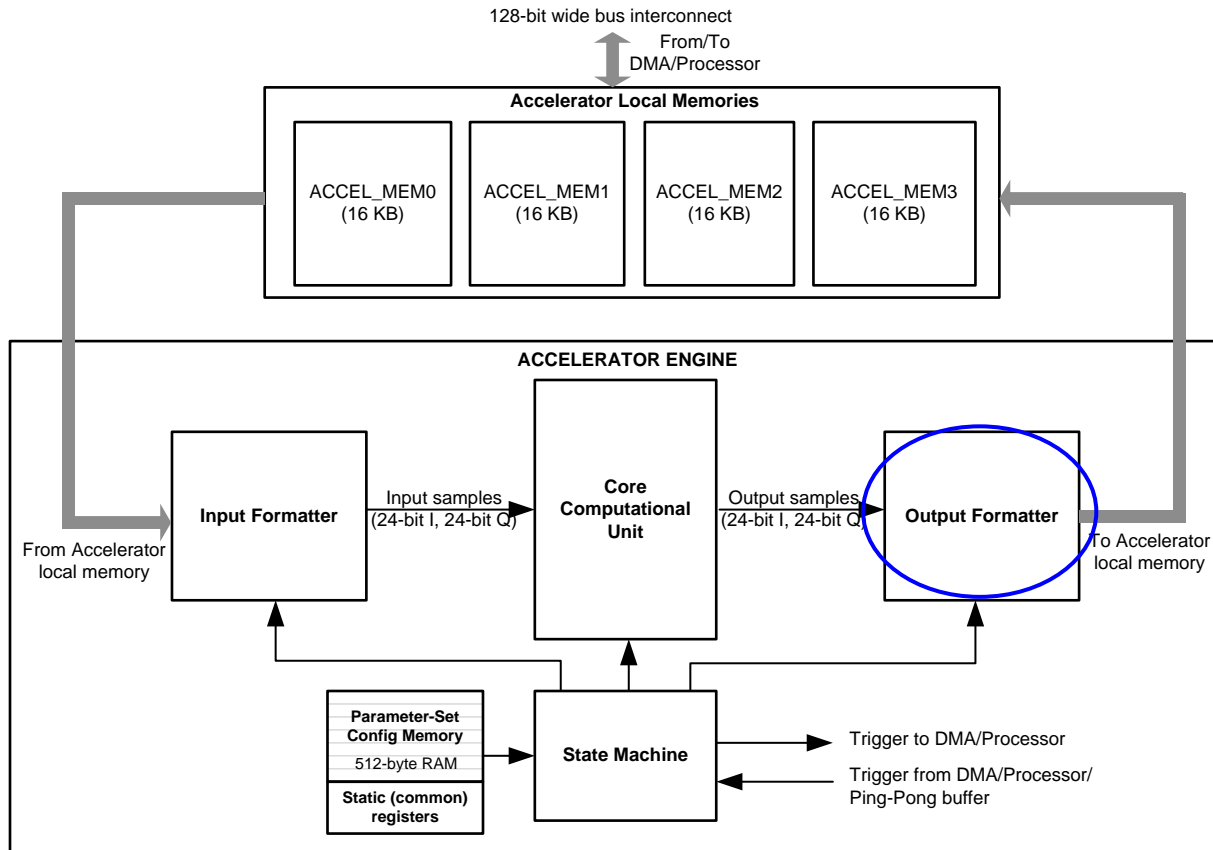 128-bit wide bus interconnect
From/To
DMA/Processor
Accelerator Local Memories
ACCEL_MEM0
(16 KB)
ACCEL_MEM1
(16 KB)
ACCEL_MEM2
(16 KB)
ACCEL_MEM3
(16 KB)
ACCELERATOR ENGINE
Input Formatter
Input samples
(24-bit I, 24-bit Q)
Core
Computational
Unit
Output samples
(24-bit I, 24-bit Q)
Output Formatter
From Accelerator
local memory
To Accelerator
local memory
Parameter-Set
Config Memory
512-byte RAM
Static (common)
registers
State Machine
Trigger to DMA/Processor
Trigger from DMA/Processor/
Ping-Pong buffer